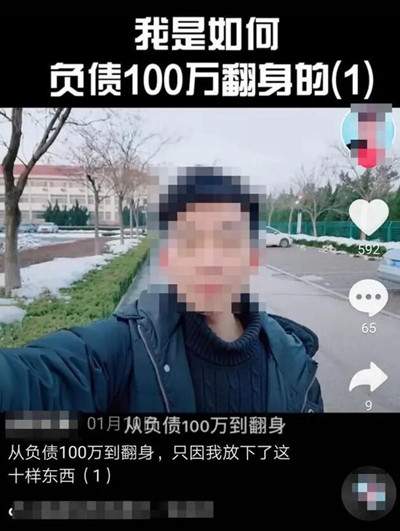 我是如何
负债100万翻身的(1)
592
65
9
01月
从负债100万到翻身
从负债100万到翻身，只因我放下了这
十样东西（1）